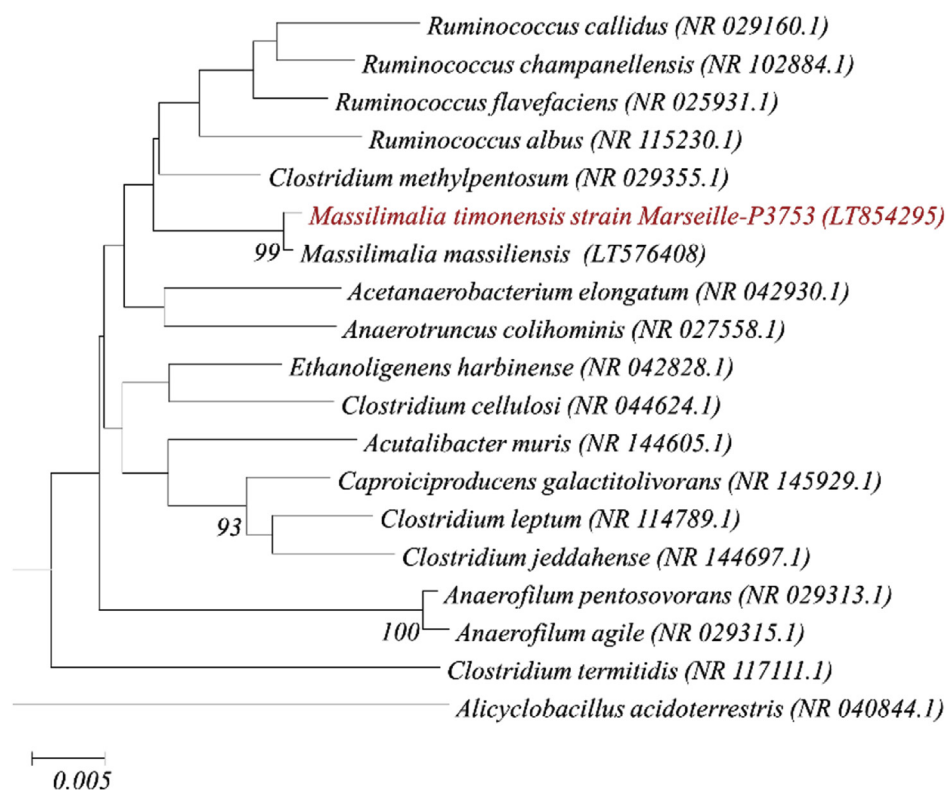 Ruminococcus callidus (NR 029160.1)
Ruminococcus champanellensis (NR 102884.1)
Ruminococcus flavefaciens (NR 025931.1)
Ruminococcus albus (NR 115230.1)
Clostridium methylpentosum (NR 029355.1)
Massilimalia timonensis strain Marseille-P3753 (LT854295)
99 Massilimalia massiliensis (LT576408)
Acetanaerobacterium elongatum (NR 042930.1)
Anaerotruncus colihominis (NR 027558.1)
Ethanoligenens harbinense (NR 042828.1)
Clostridium cellulosi (NR 044624.1)
Acutalibacter muris (NR 144605.1)
Caproiciproducens galactitolivorans (NR 145929.1)
93 Clostridium leptum (NR 114789.1)
Clostridium jeddahense (NR 144697.1)
Anaerofilum pentosovorans (NR 029313.1)
100 Anaerofilum agile (NR 029315.1)
Clostridium termitidis (NR 117111.1)
Alicyclobacillus acidoterrestris (NR 040844.1)
0.005